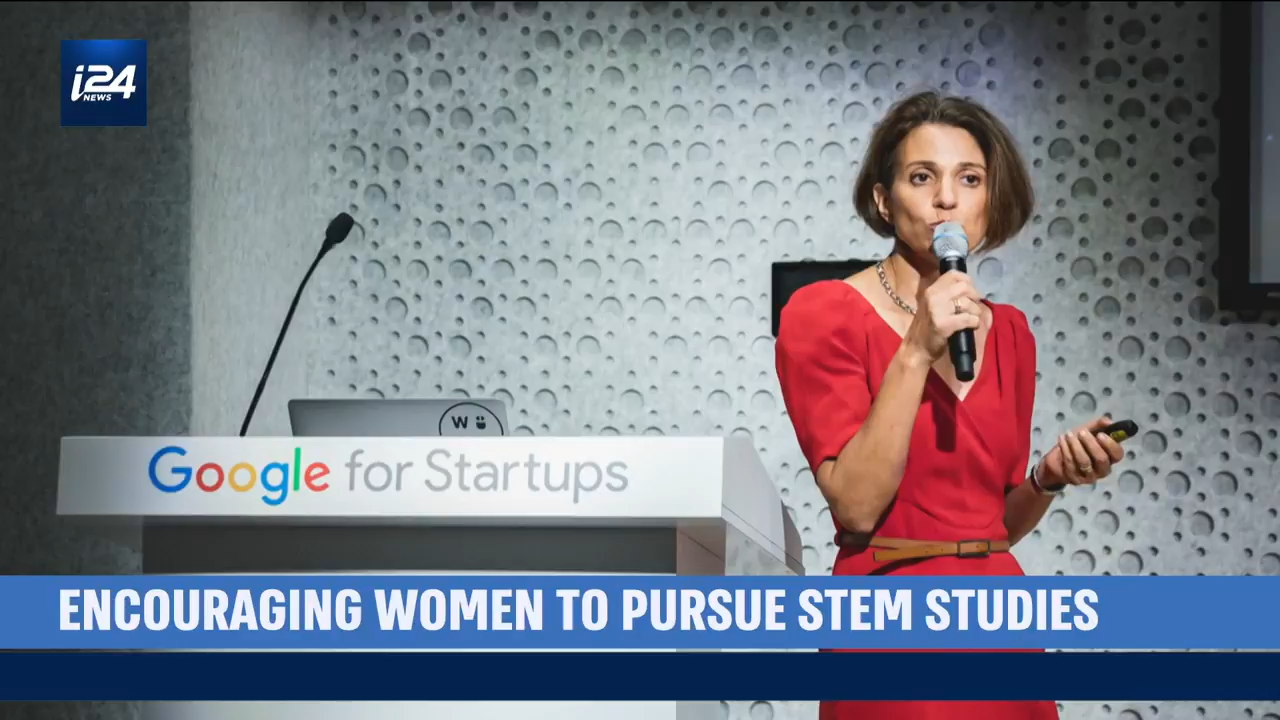 i24
NEWS
W
Google for Startups
ENCOURAGING WOMEN TO PURSUE STEM STUDIES